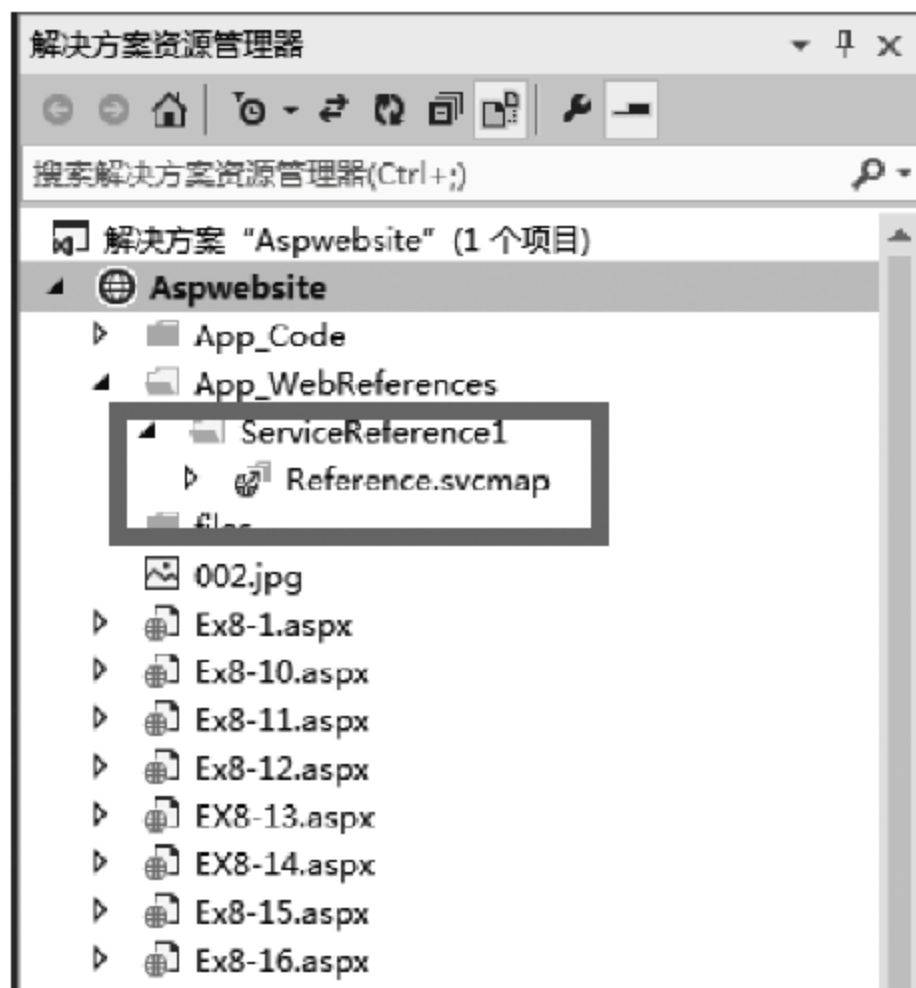 解决方案资源管理器
搜索解决方案资源管理器(Ctrl+;)
解决方案 "Aspwebsite" (1 个项目)
Aspwebsite
App_Code
App_WebReferences
ServiceReference1
Reference.svcmap
files
002.jpg
Ex8-1.aspx
Ex8-10.aspx
Ex8-11.aspx
Ex8-12.aspx
EX8-13.aspx
EX8-14.aspx
Ex8-15.aspx
Ex8-16.aspx